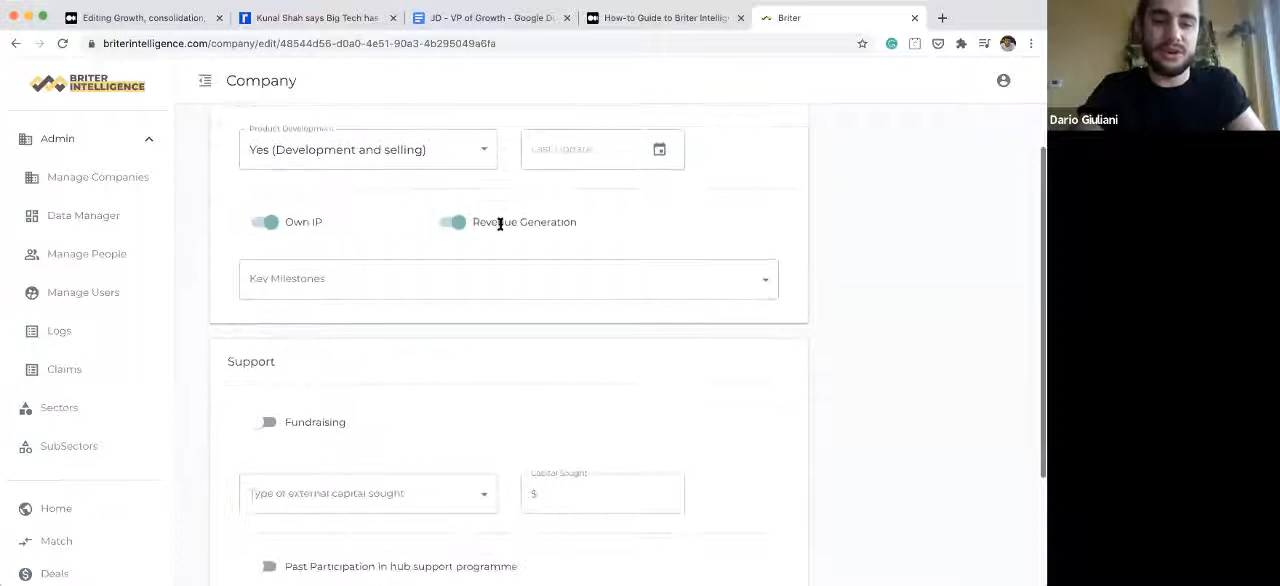 Editing Growth, consolidation,
Kunal Shah says Big Tech has
JD - VP of Growth - Google Do
How-to Guide to Briter Intellig
Briter
briterintelligence.com/company/edit/48544d56-d0a0-4e51-90a3-4b295049a6fa
BRITER
INTELLIGENCE
Company
Dario Giuliani
Admin
Manage Companies
Data Manager
Manage People
Manage Users
Logs
Claims
Sectors
SubSectors
Home
Match
Deals
Product Development
Yes (Development and selling)
Last Update
Own IP
Revenue Generation
Key Milestones
Support
Fundraising
Type of external capital sought
Capital Sought
$
Past Participation in hub support programme